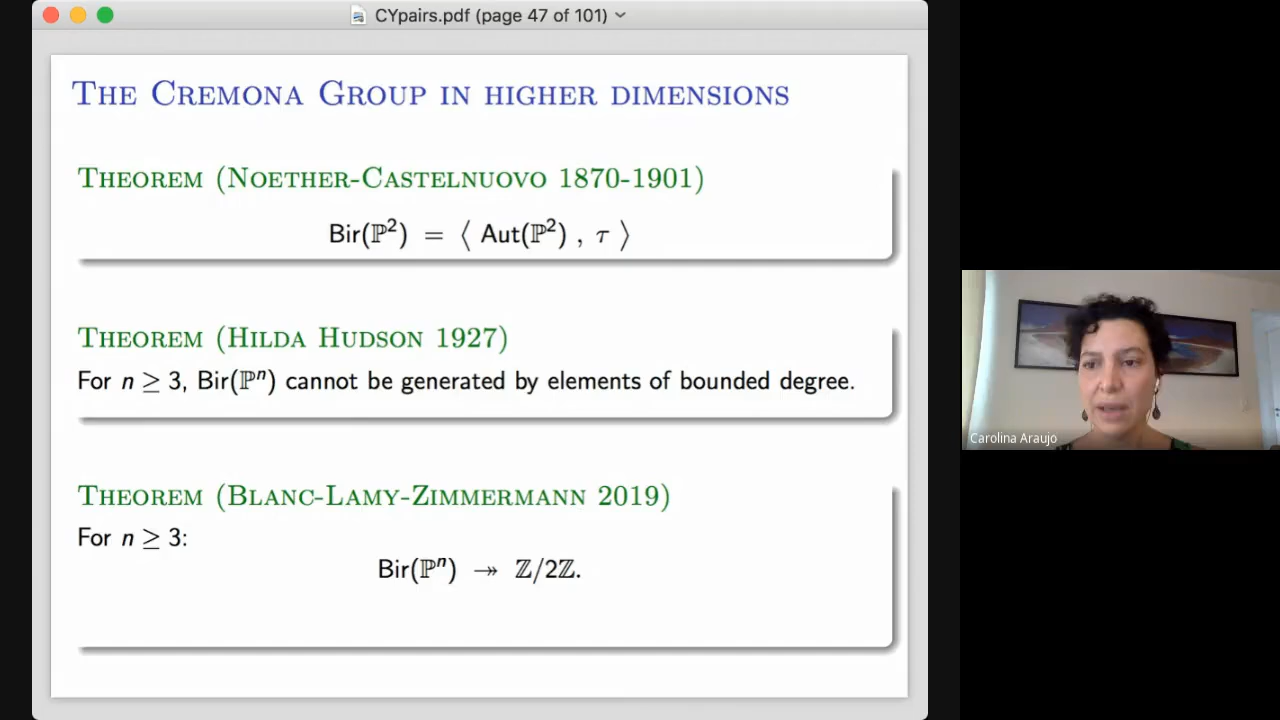 CYpairs.pdf (page 47 of 101)
The Cremona Group in higher dimensions
Theorem (Noether-Castelnuovo 1870-1901)
Bir(ℙ²) = ⟨ Aut(ℙ²) , τ ⟩
Theorem (Hilda Hudson 1927)
For n ≥ 3, Bir(ℙⁿ) cannot be generated by elements of bounded degree.
Theorem (Blanc-Lamy-Zimmermann 2019)
For n ≥ 3:
Bir(ℙⁿ) ↠ ℤ/2ℤ.
Carolina Araujo